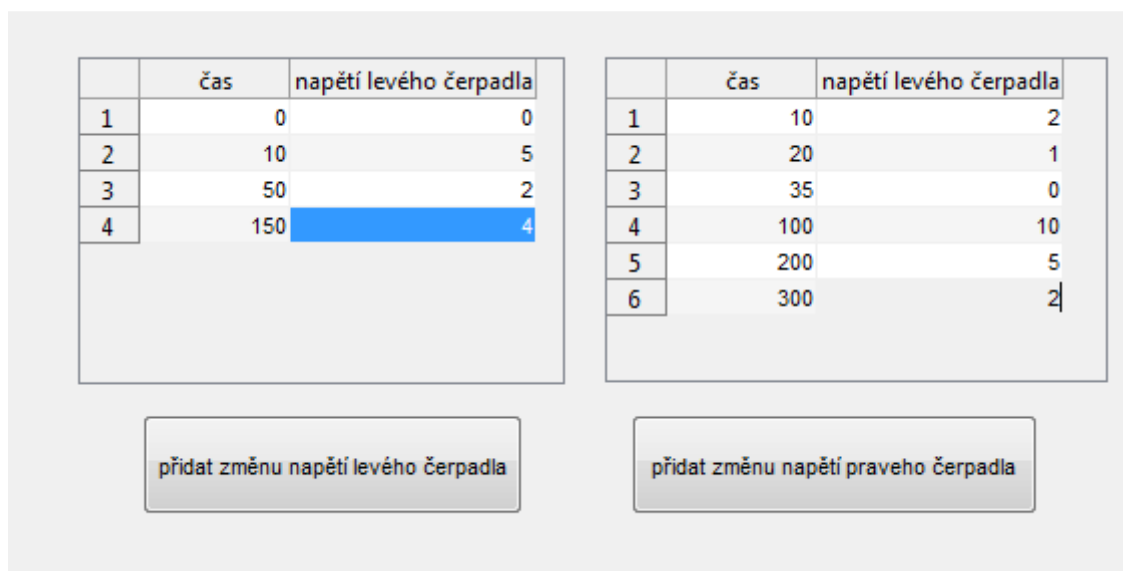 čas napětí levého čerpadla
1 0 0
2 10 5
3 50 2
4 150 4
čas napětí levého čerpadla
1 10 2
2 20 1
3 35 0
4 100 10
5 200 5
6 300 2
přidat změnu napětí levého čerpadla
přidat změnu napětí praveho čerpadla